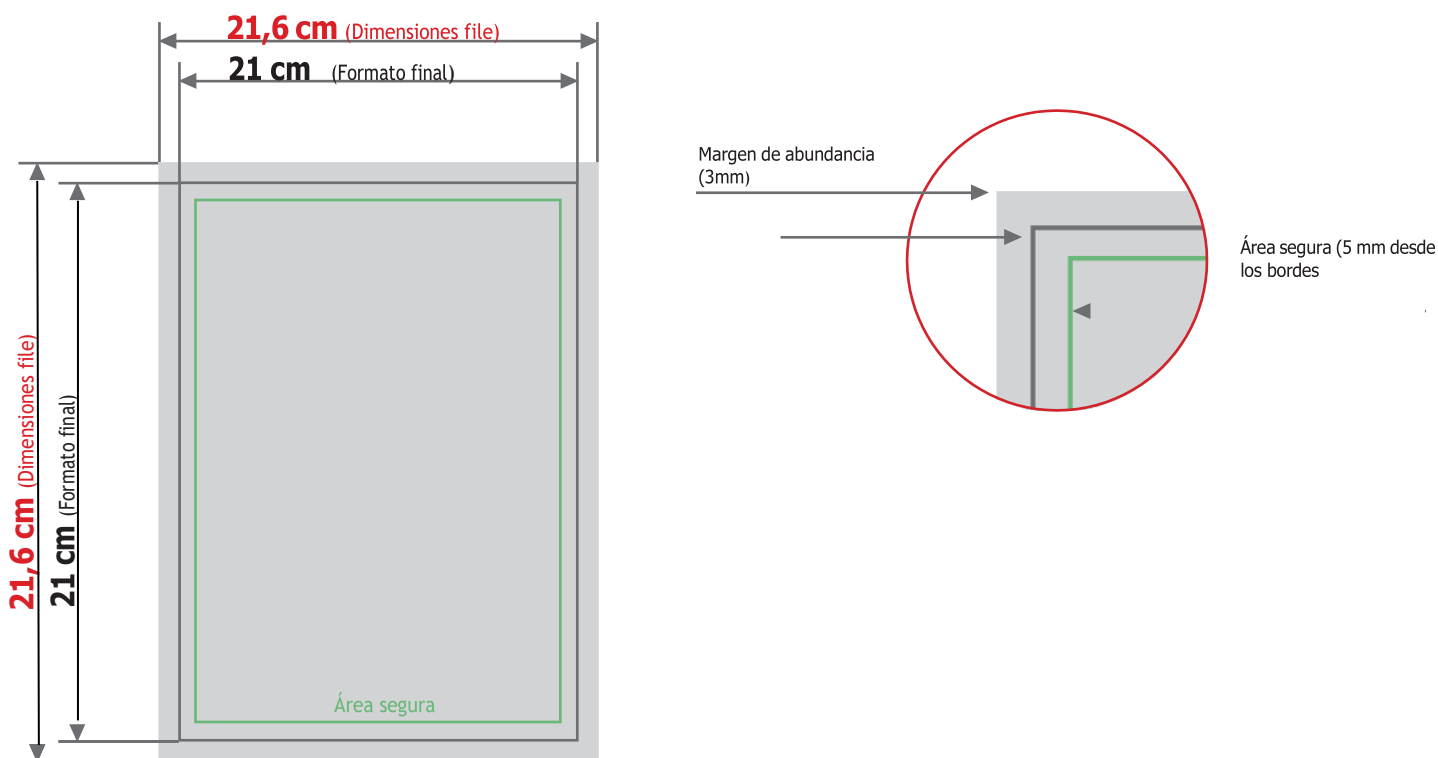 21,6 cm (Dimensiones file)
21 cm (Formato final)
Margen de abundancia
(3mm)
Área segura (5 mm desde
los bordes
21,6 cm (Dimensiones file)
21 cm (Formato final)
Área segura